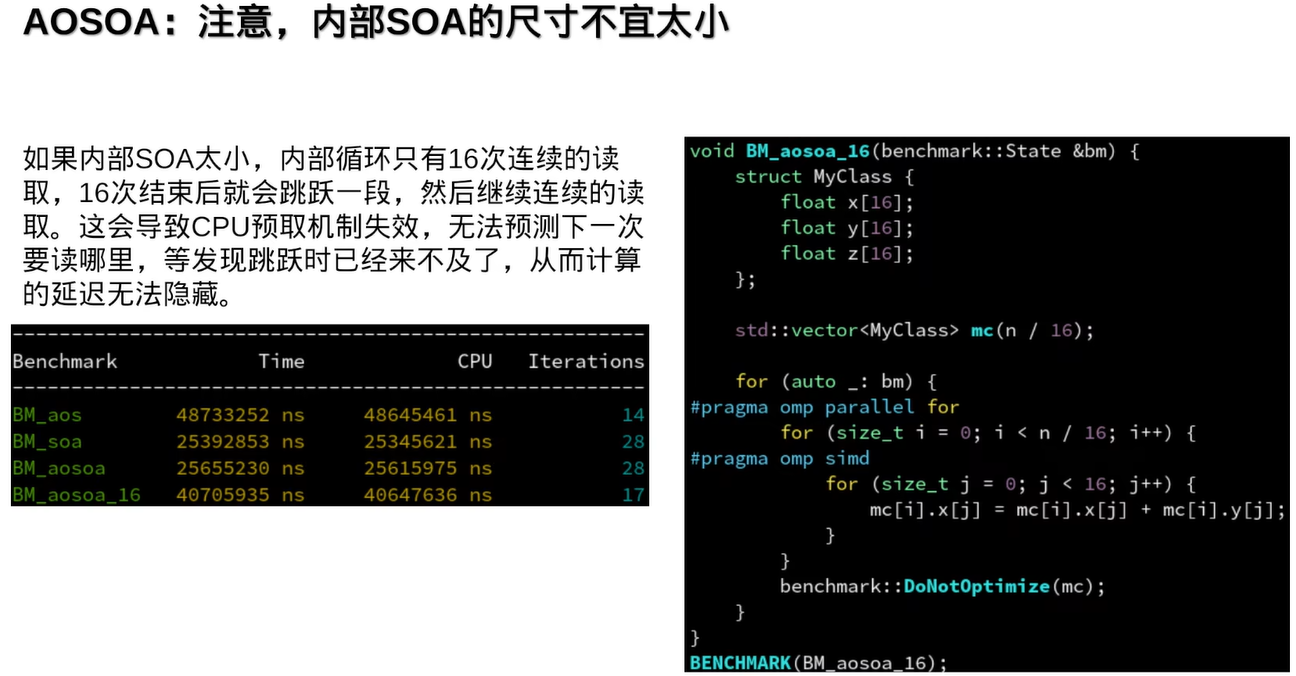 AOSOA：注意，内部SOA的尺寸不宜太小
如果内部SOA太小，内部循环只有16次连续的读
取，16次结束后就会跳跃一段，然后继续连续的读
取。这会导致CPU预取机制失效，无法预测下一次
要读哪里，等发现跳跃时已经来不及了，从而计算
的延迟无法隐藏。
------------------------------------------------------
Benchmark            Time             CPU   Iterations
------------------------------------------------------
BM_aos        48733252 ns     48645461 ns           14
BM_soa        25392853 ns     25345621 ns           28
BM_aosoa      25655230 ns     25615975 ns           28
BM_aosoa_16   40705935 ns     40647636 ns           17
void BM_aosoa_16(benchmark::State &bm) {
    struct MyClass {
        float x[16];
        float y[16];
        float z[16];
    };
    std::vector<MyClass> mc(n / 16);
    for (auto _: bm) {
#pragma omp parallel for
        for (size_t i = 0; i < n / 16; i++) {
#pragma omp simd
            for (size_t j = 0; j < 16; j++) {
                mc[i].x[j] = mc[i].x[j] + mc[i].y[j];
            }
        }
        benchmark::DoNotOptimize(mc);
    }
}
BENCHMARK(BM_aosoa_16);